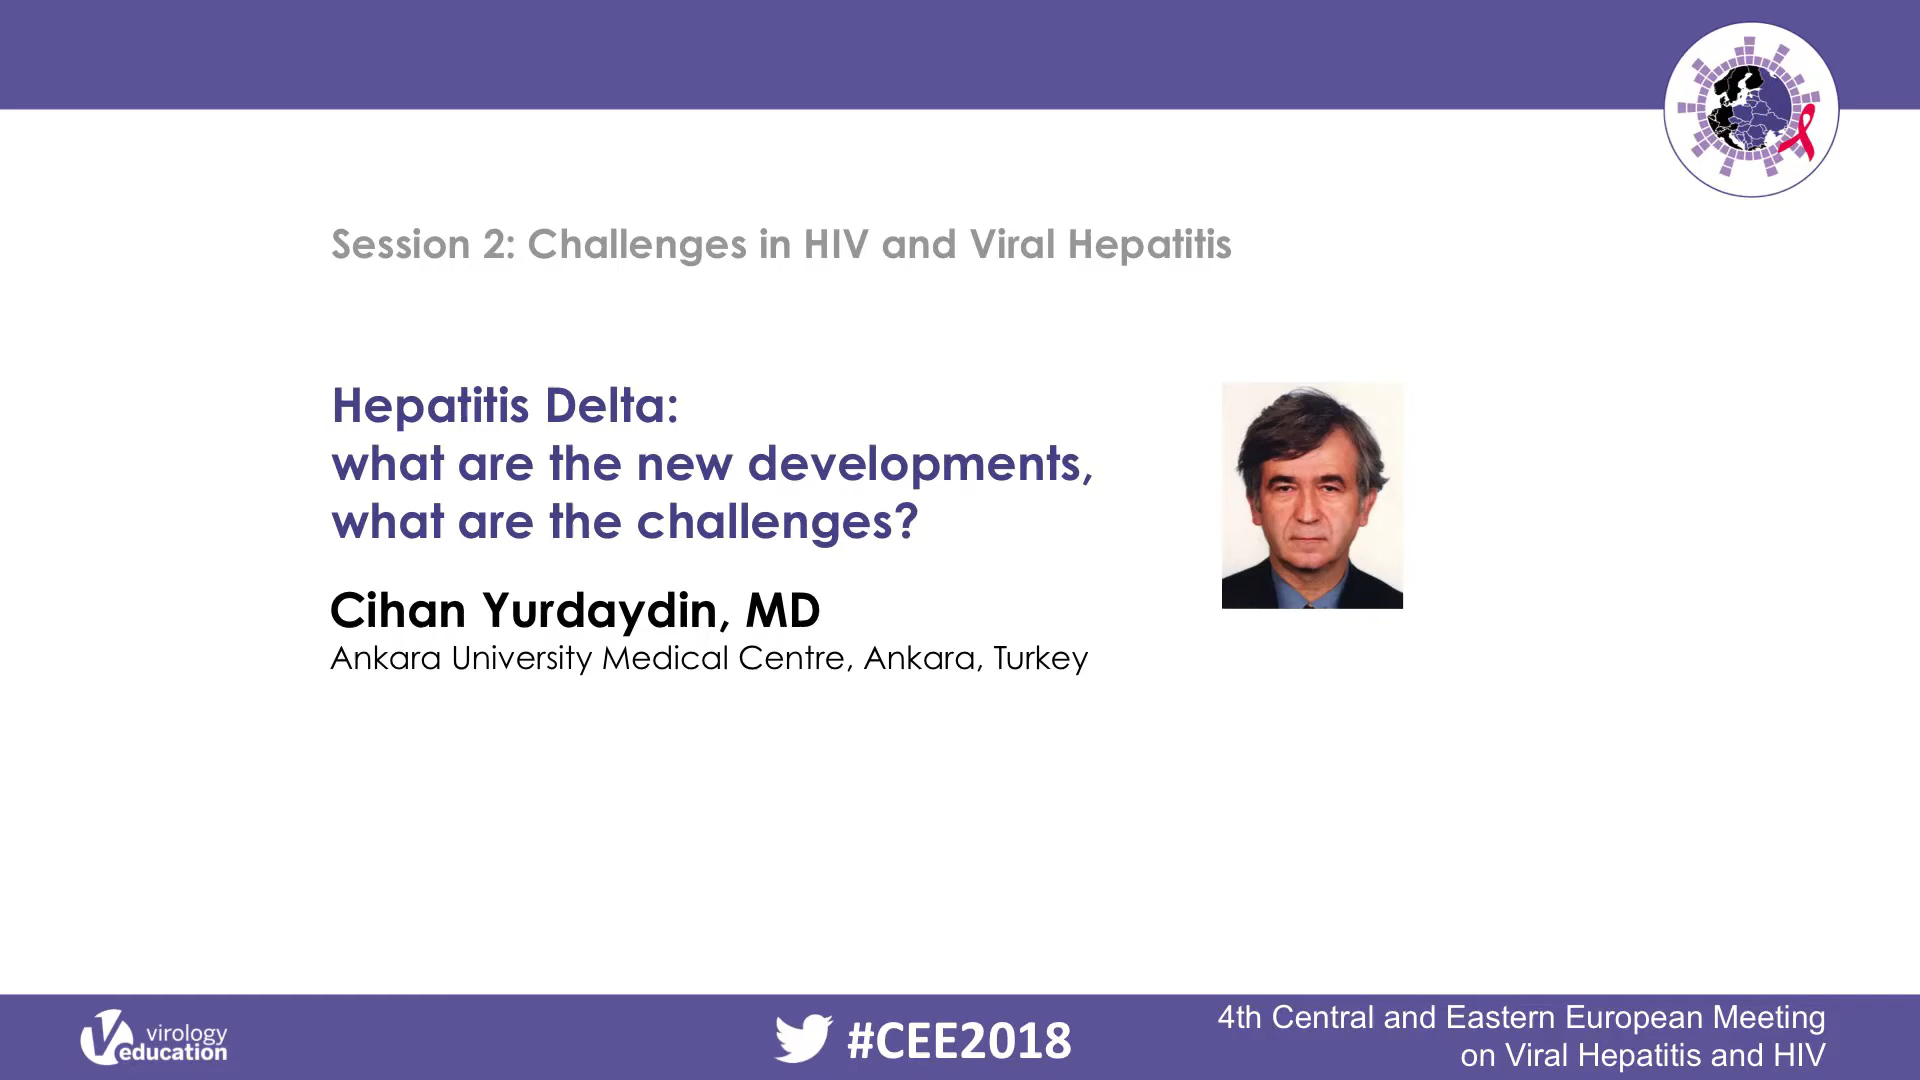 Session 2: Challenges in HIV and Viral Hepatitis
Hepatitis Delta:
what are the new developments,
what are the challenges?
Cihan Yurdaydin, MD
Ankara University Medical Centre, Ankara, Turkey
virology
education
#CEE2018
4th Central and Eastern European Meeting
on Viral Hepatitis and HIV